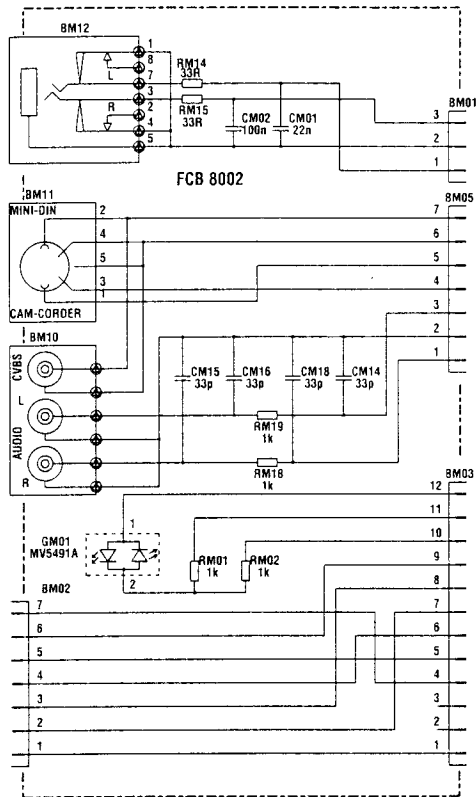 BM12
1
8
L
7
3
R
2
4
5
RM14
33R
RM15
33R
CM02
100n
CM01
22n
BM01
3
2
1
FCB 8002
BM11
MINI-DIN
2
4
5
3
1
CAM-CORDER
BM05
7
6
5
4
3
2
1
BM10
CVBS
L
AUDIO
R
CM15
33p
CM16
33p
CM18
33p
CM14
33p
RM19
1k
RM18
1k
BM03
12
11
10
9
8
7
6
5
4
3
2
1
GM01
MV5491A
1
2
RM01
1k
RM02
1k
BM02
7
6
5
4
3
2
1